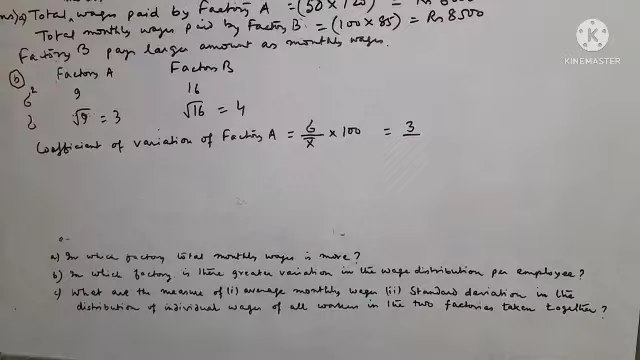 Ans) a) Total wages paid by Factory A = (50 × 120) = Rs 6000
Total monthly wages paid by Factory B = (100 × 85) = Rs 8500
Factory B pays larger amount as monthly wages.
(b) Factory A Factory B
σ² 9 16
σ √9 = 3 √16 = 4
Coefficient of variation of Factory A = σ/x̄ × 100 = 3
a) In which factory total monthly wages is more?
b) In which factory is there greater variation in the wage distribution per employee?
c) What are the measure of (i) average monthly wages (ii) Standard deviation in the
distribution of individual wages of all workers in the two factories taken together?
KINEMASTER